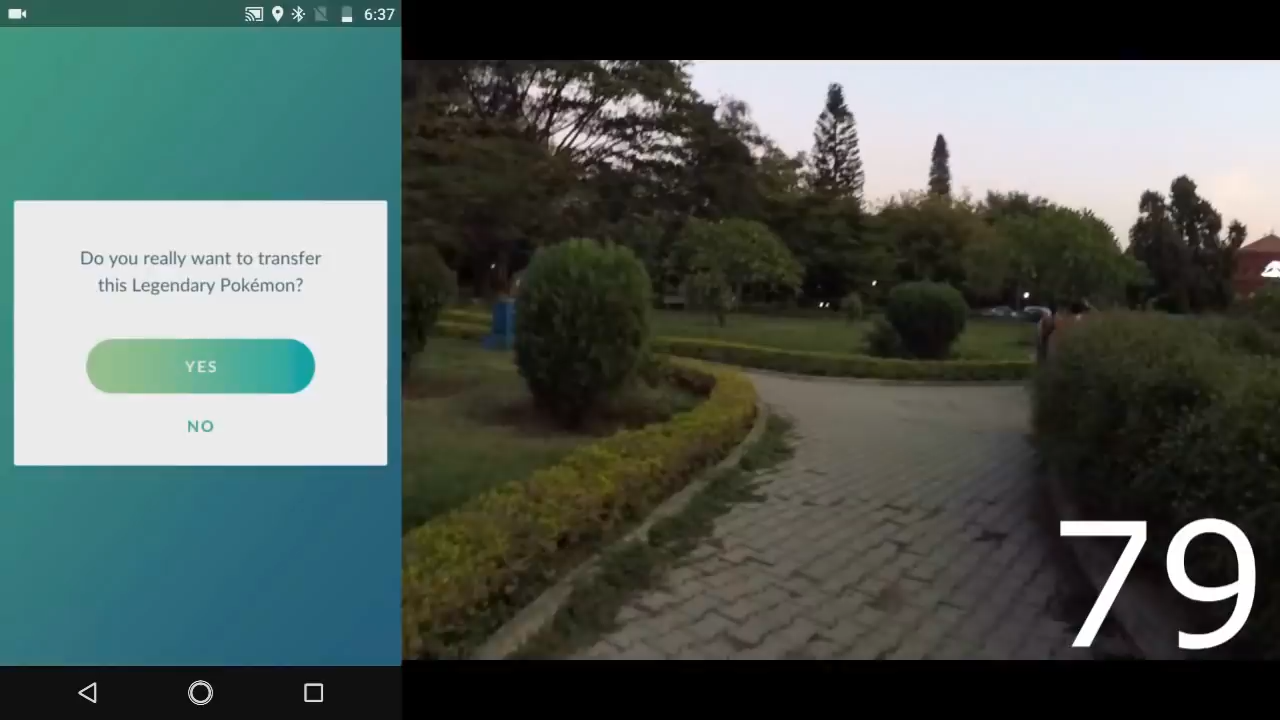 6:37
Do you really want to transfer
this Legendary Pokémon?
YES
NO
79